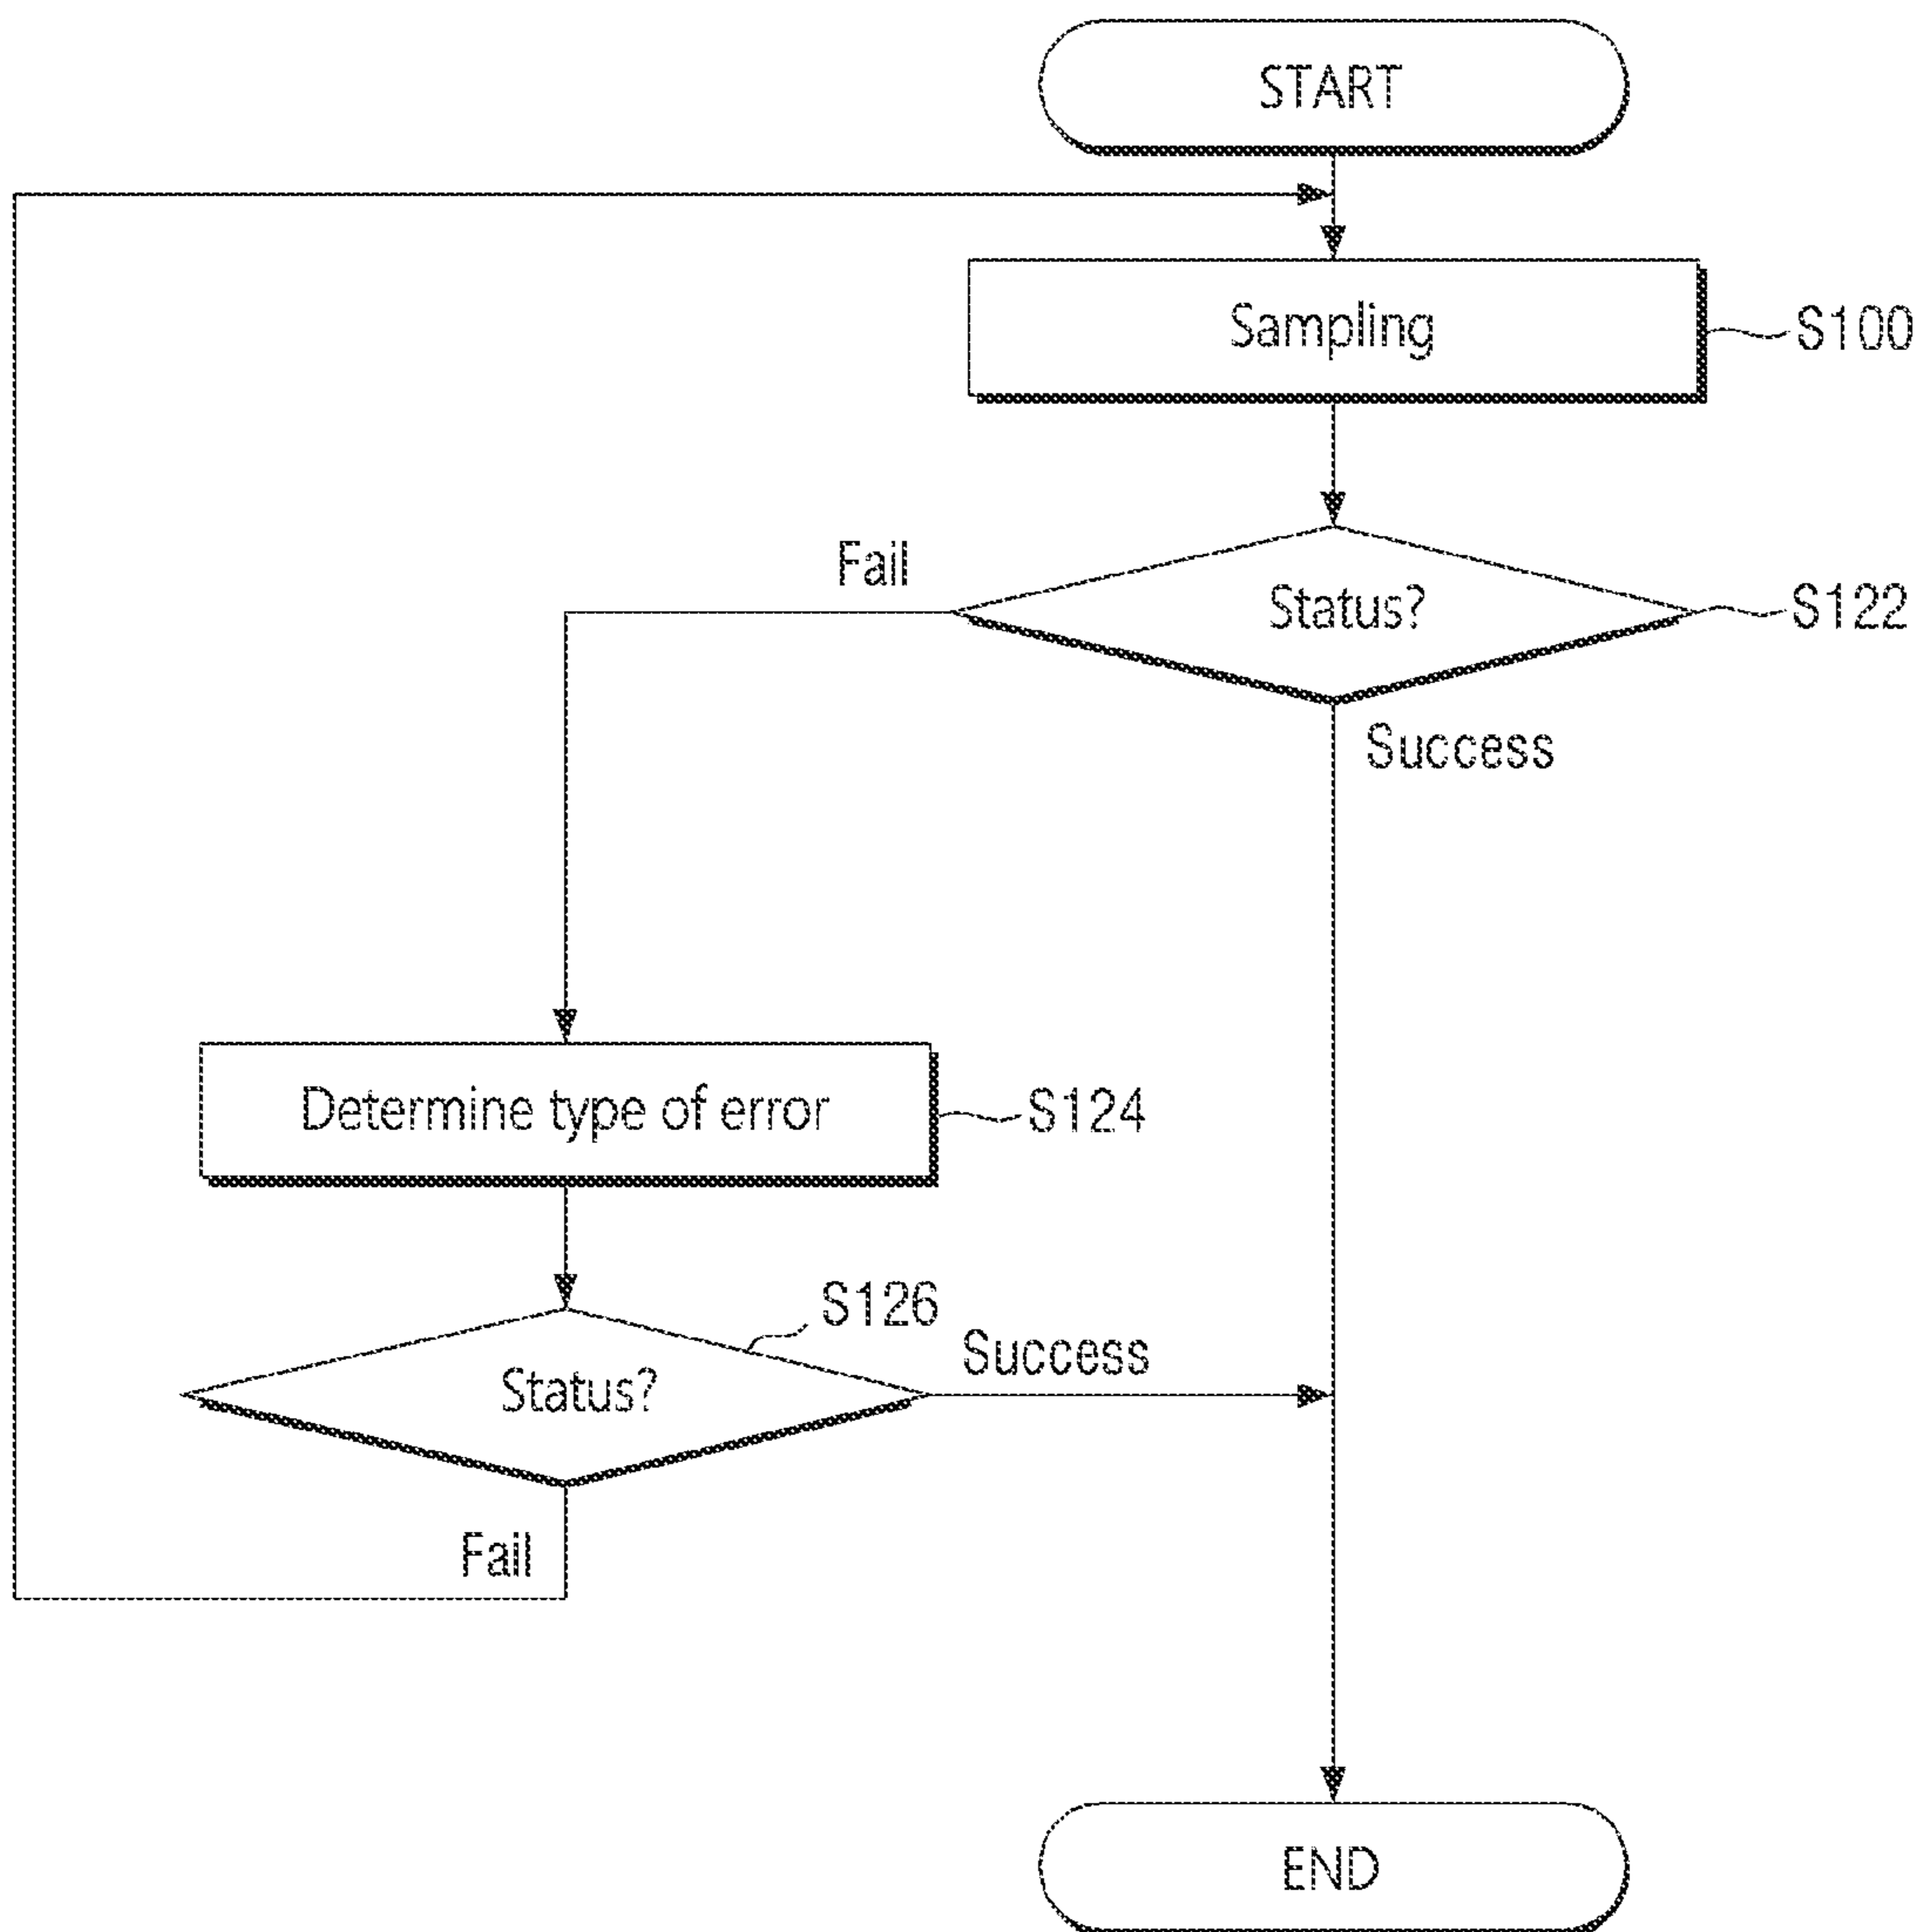 START
Sampling
S100
Fail
Status?
S122
Success
Determine type of error
S124
S126
Success
Status?
Fail
END